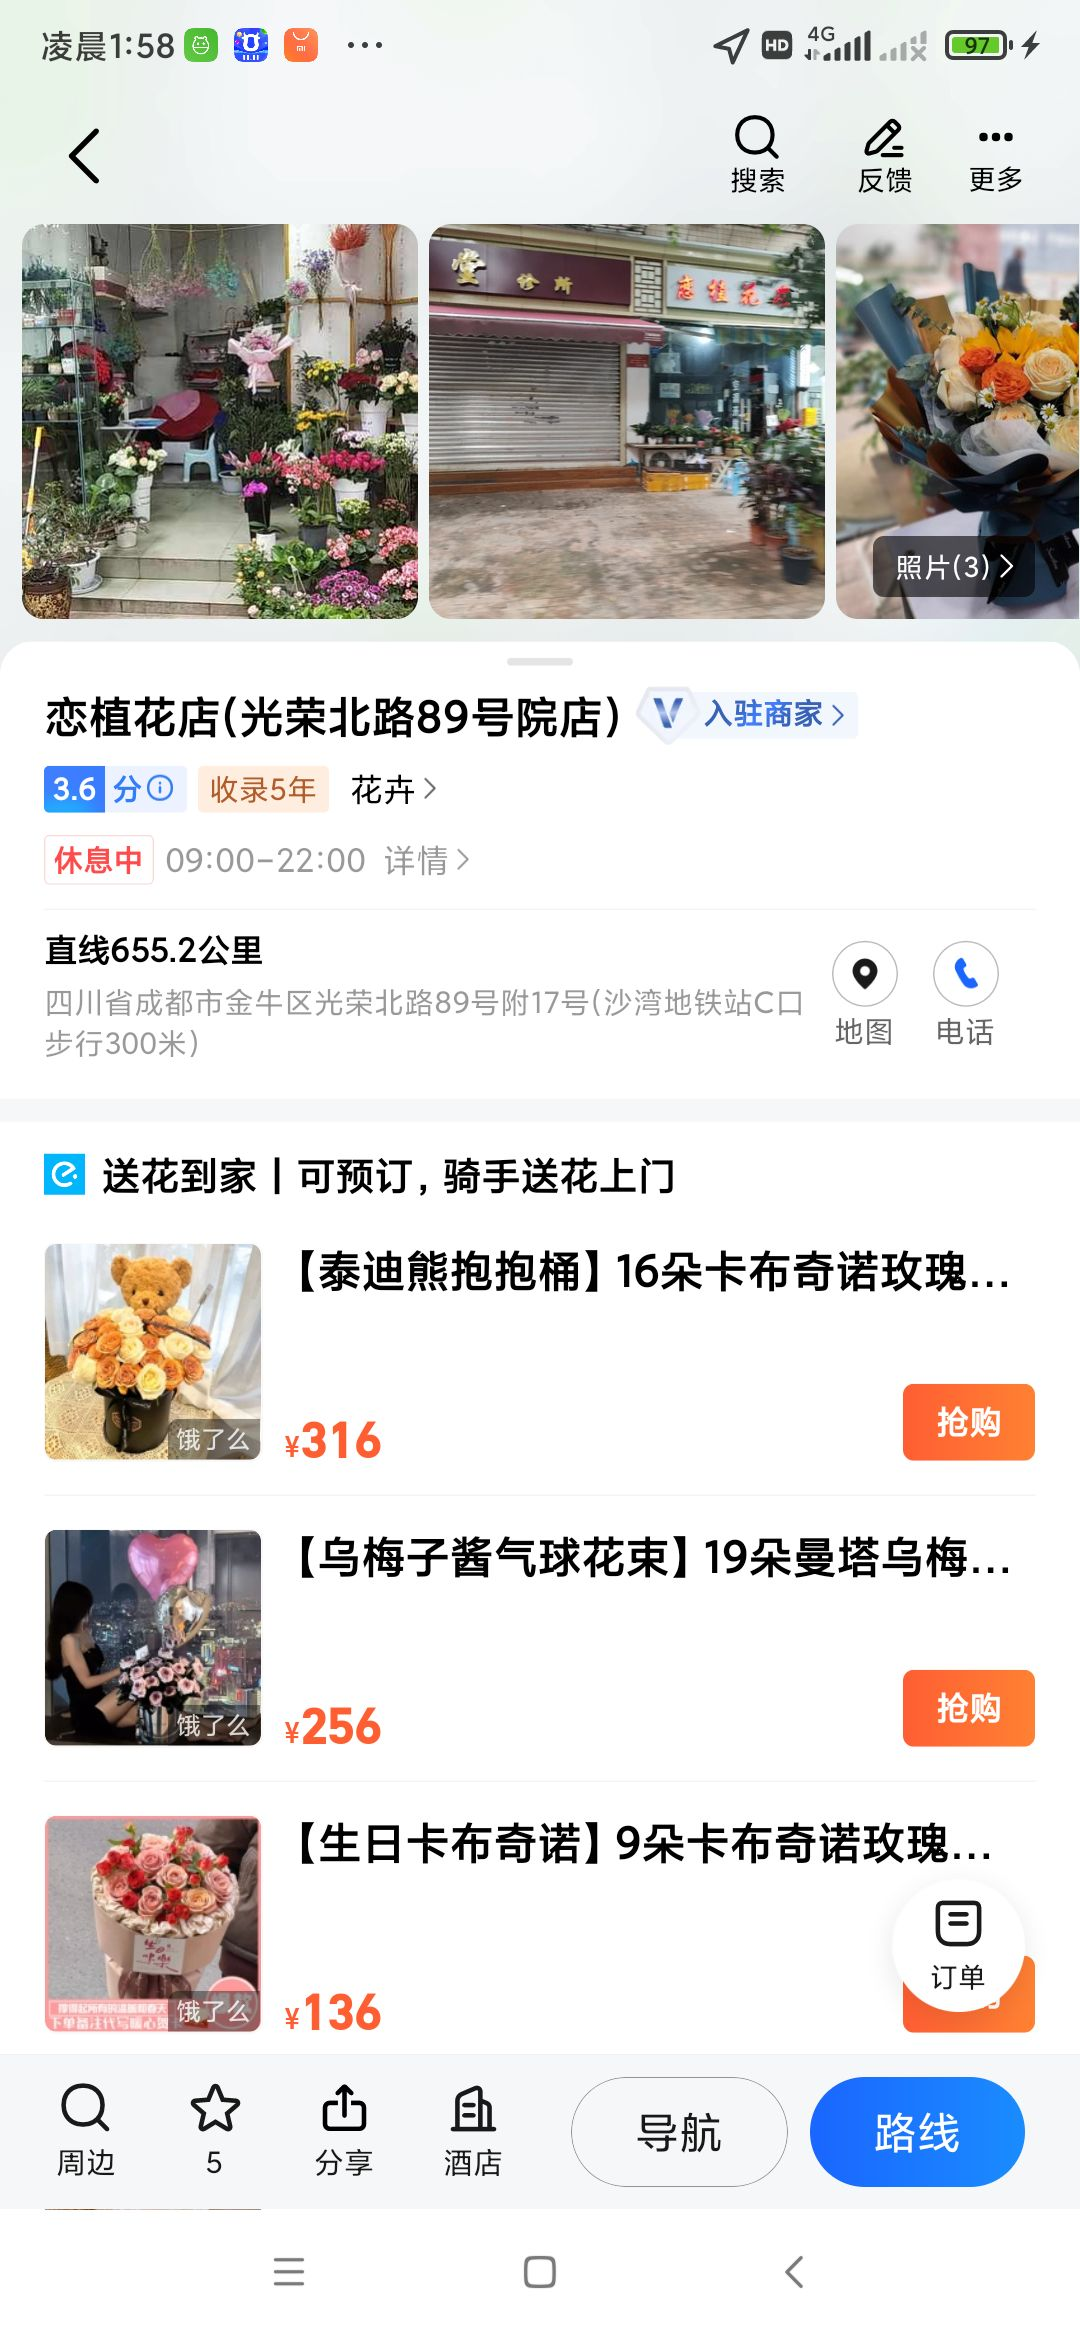 凌晨1:58
HD 4G 97
搜索 反馈 更多
堂 诊所
恋植花店
照片(3)
恋植花店(光荣北路89号院店) V 入驻商家
3.6分 收录5年 花卉
休息中 09:00-22:00 详情
直线655.2公里
四川省成都市金牛区光荣北路89号附17号(沙湾地铁站C口
步行300米)
地图 电话
送花到家 | 可预订,骑手送花上门
【泰迪熊抱抱桶】16朵卡布奇诺玫瑰...
饿了么
¥316
抢购
【乌梅子酱气球花束】19朵曼塔乌梅...
饿了么
¥256
抢购
【生日卡布奇诺】9朵卡布奇诺玫瑰...
饿了么
¥136
订单
周边 5 分享 酒店 导航 路线